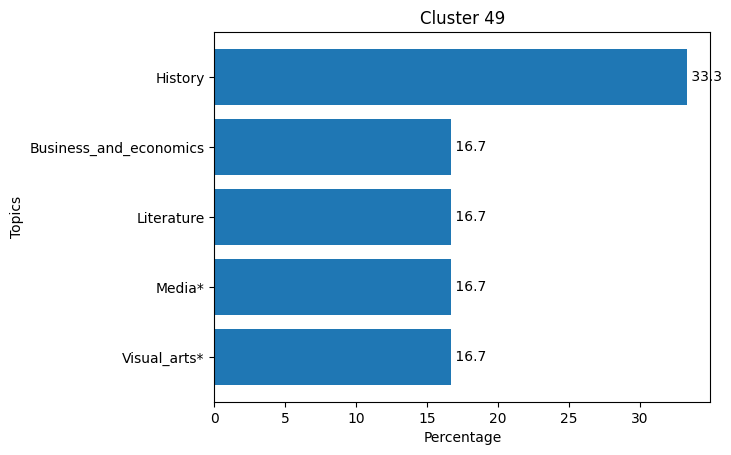 Cluster 49
History
33.3
Business_and_economics
16.7
Literature
16.7
Media*
16.7
Visual_arts*
16.7
Topics
0 5 10 15 20 25 30
Percentage